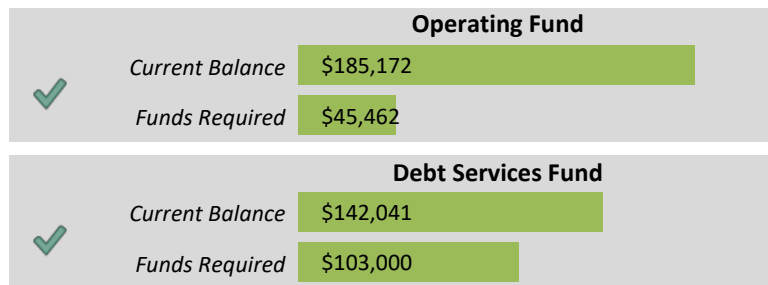 Operating Fund
Current Balance $185,172
Funds Required $45,462
Debt Services Fund
Current Balance $142,041
Funds Required $103,000